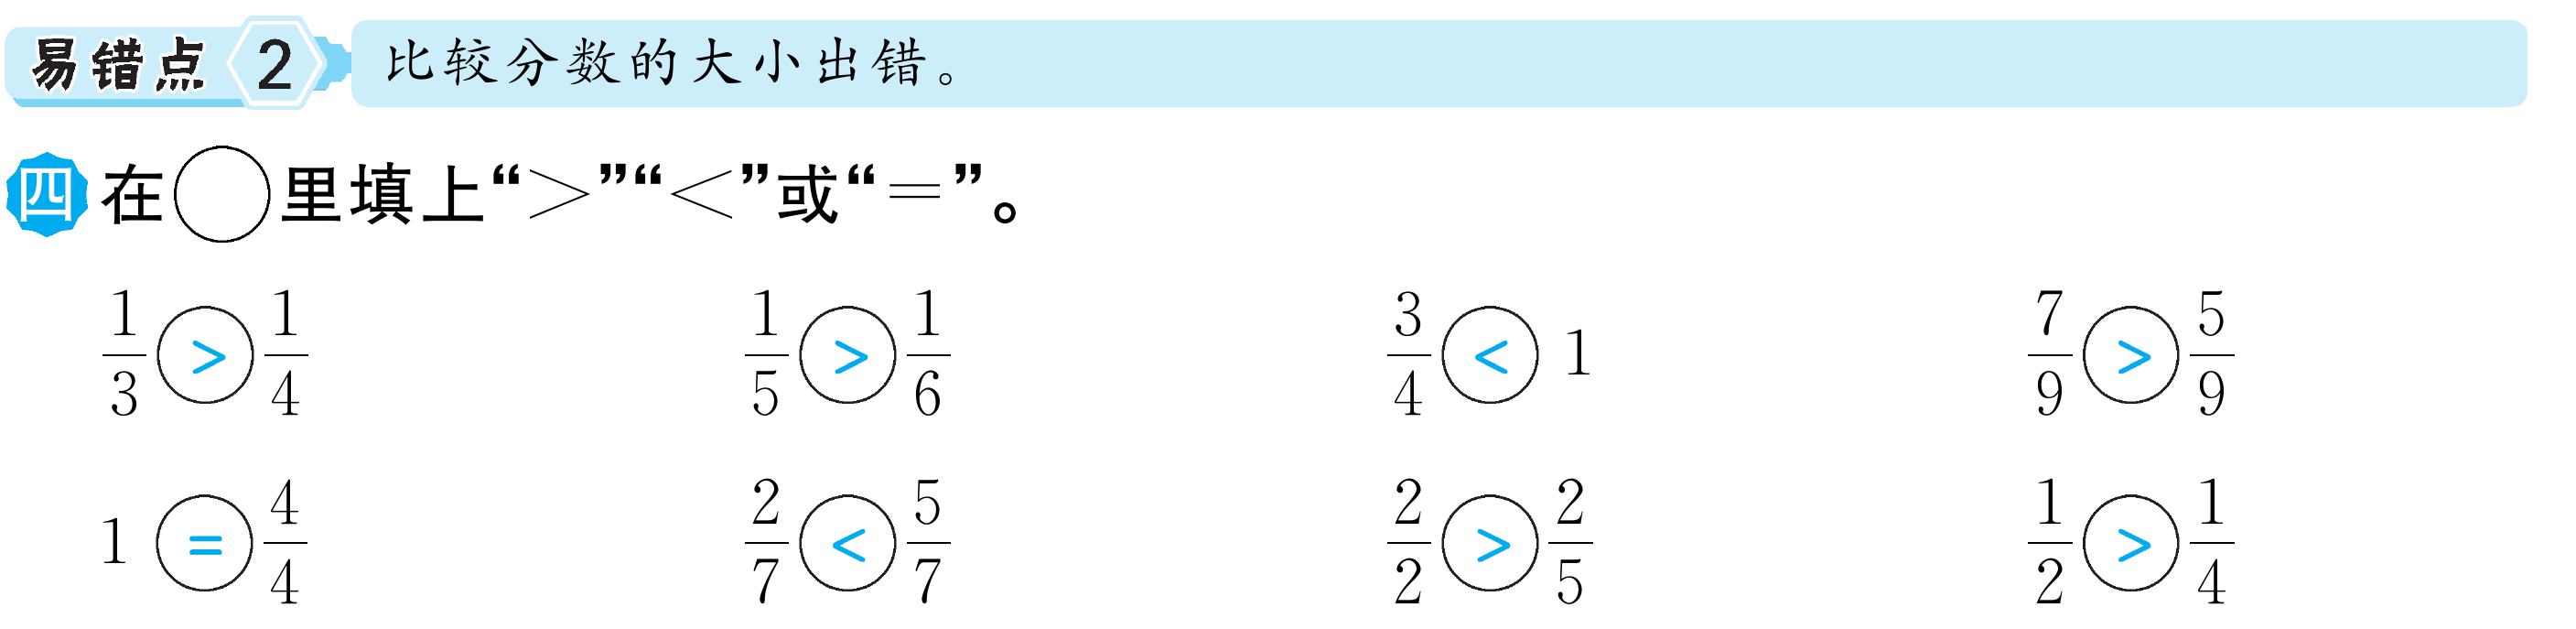 易错点 2 比较分数的大小出错。
四 在○里填上“>”“<”或“=”。
1/3 > 1/4 1/5 > 1/6 3/4 < 1 7/9 > 5/9
1 = 4/4 2/7 < 5/7 2/2 > 2/5 1/2 > 1/4